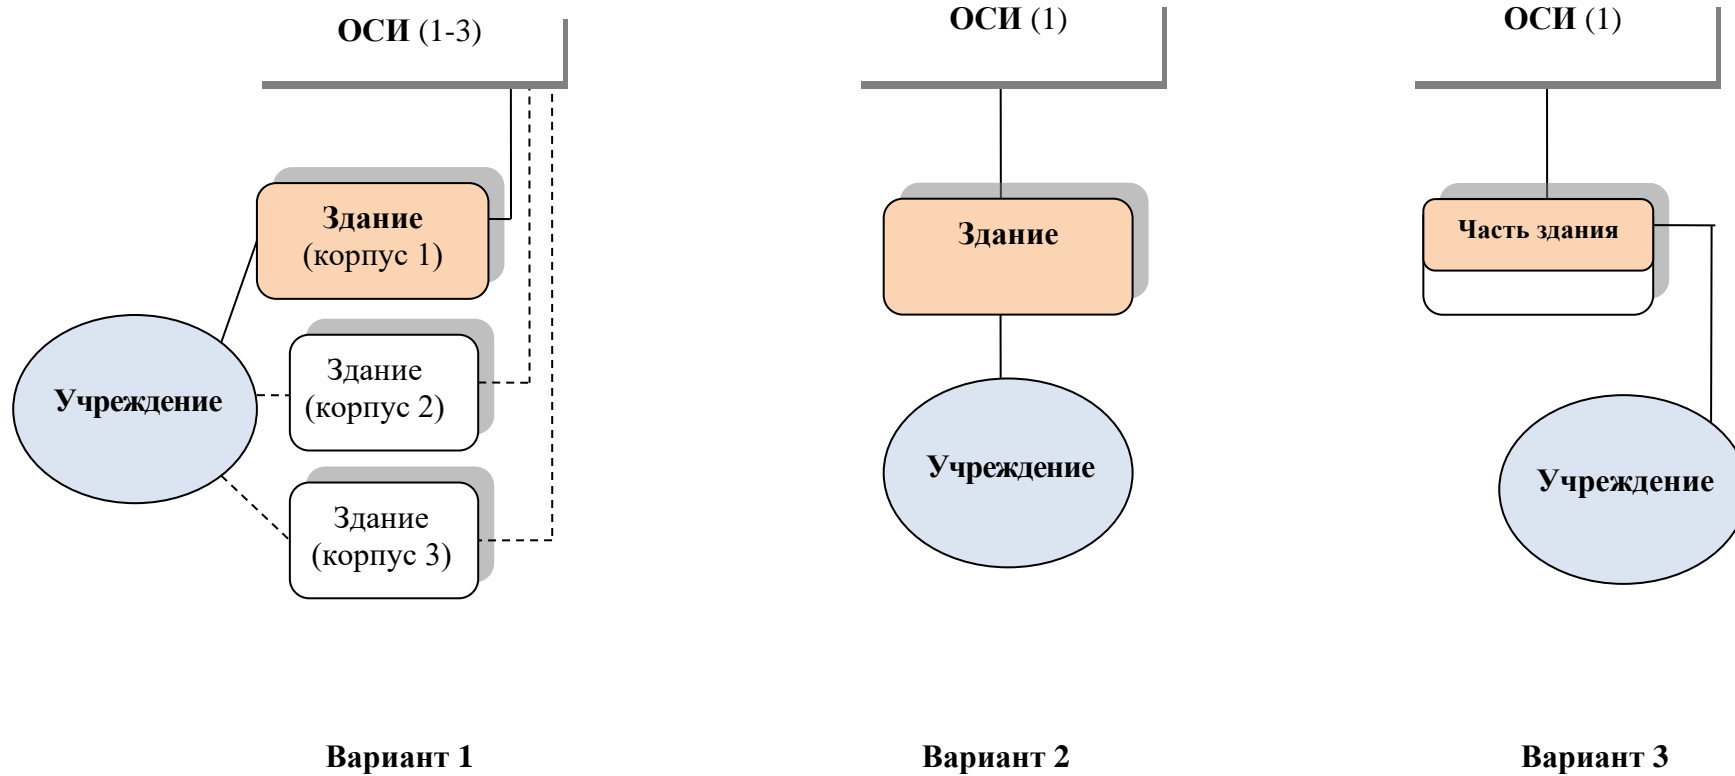 ОСИ (1-3)
Здание
(корпус 1)
Здание
(корпус 2)
Здание
(корпус 3)
Учреждение
Вариант 1
ОСИ (1)
Здание
Учреждение
Вариант 2
ОСИ (1)
Часть здания
Учреждение
Вариант 3